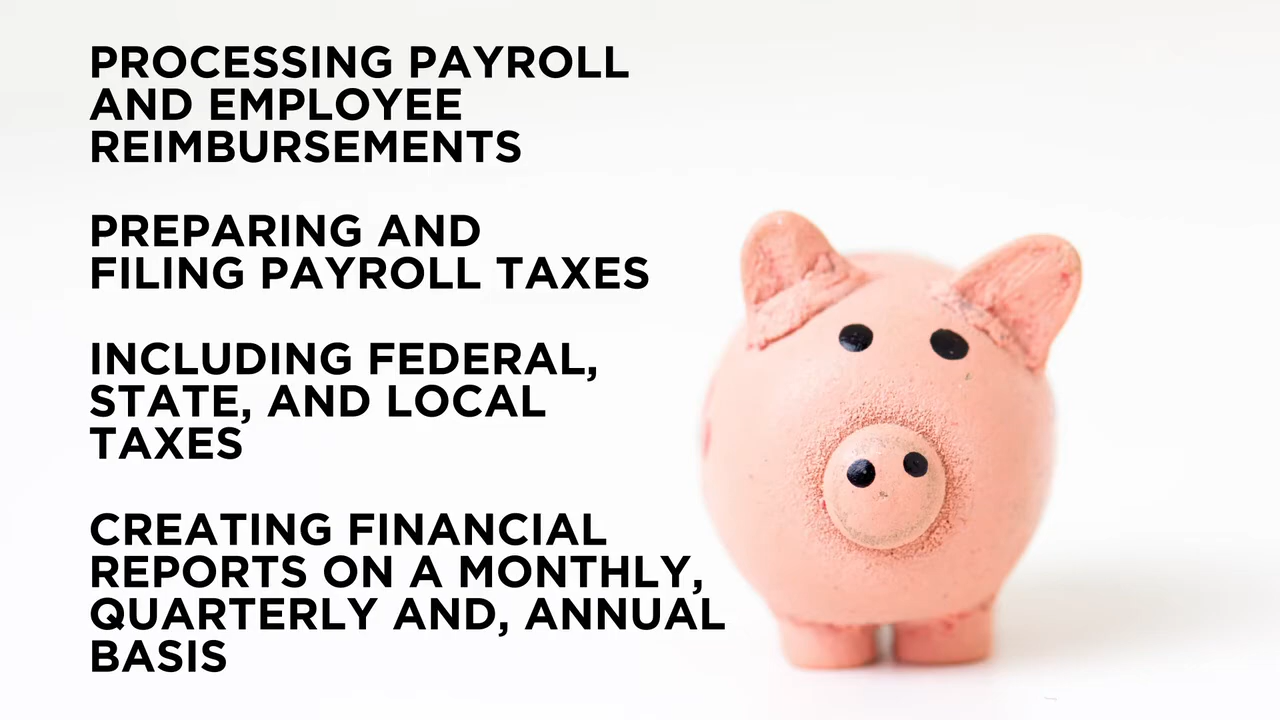 PROCESSING PAYROLL
AND EMPLOYEE
REIMBURSEMENTS
PREPARING AND
FILING PAYROLL TAXES
INCLUDING FEDERAL,
STATE, AND LOCAL
TAXES
CREATING FINANCIAL
REPORTS ON A MONTHLY,
QUARTERLY AND, ANNUAL
BASIS